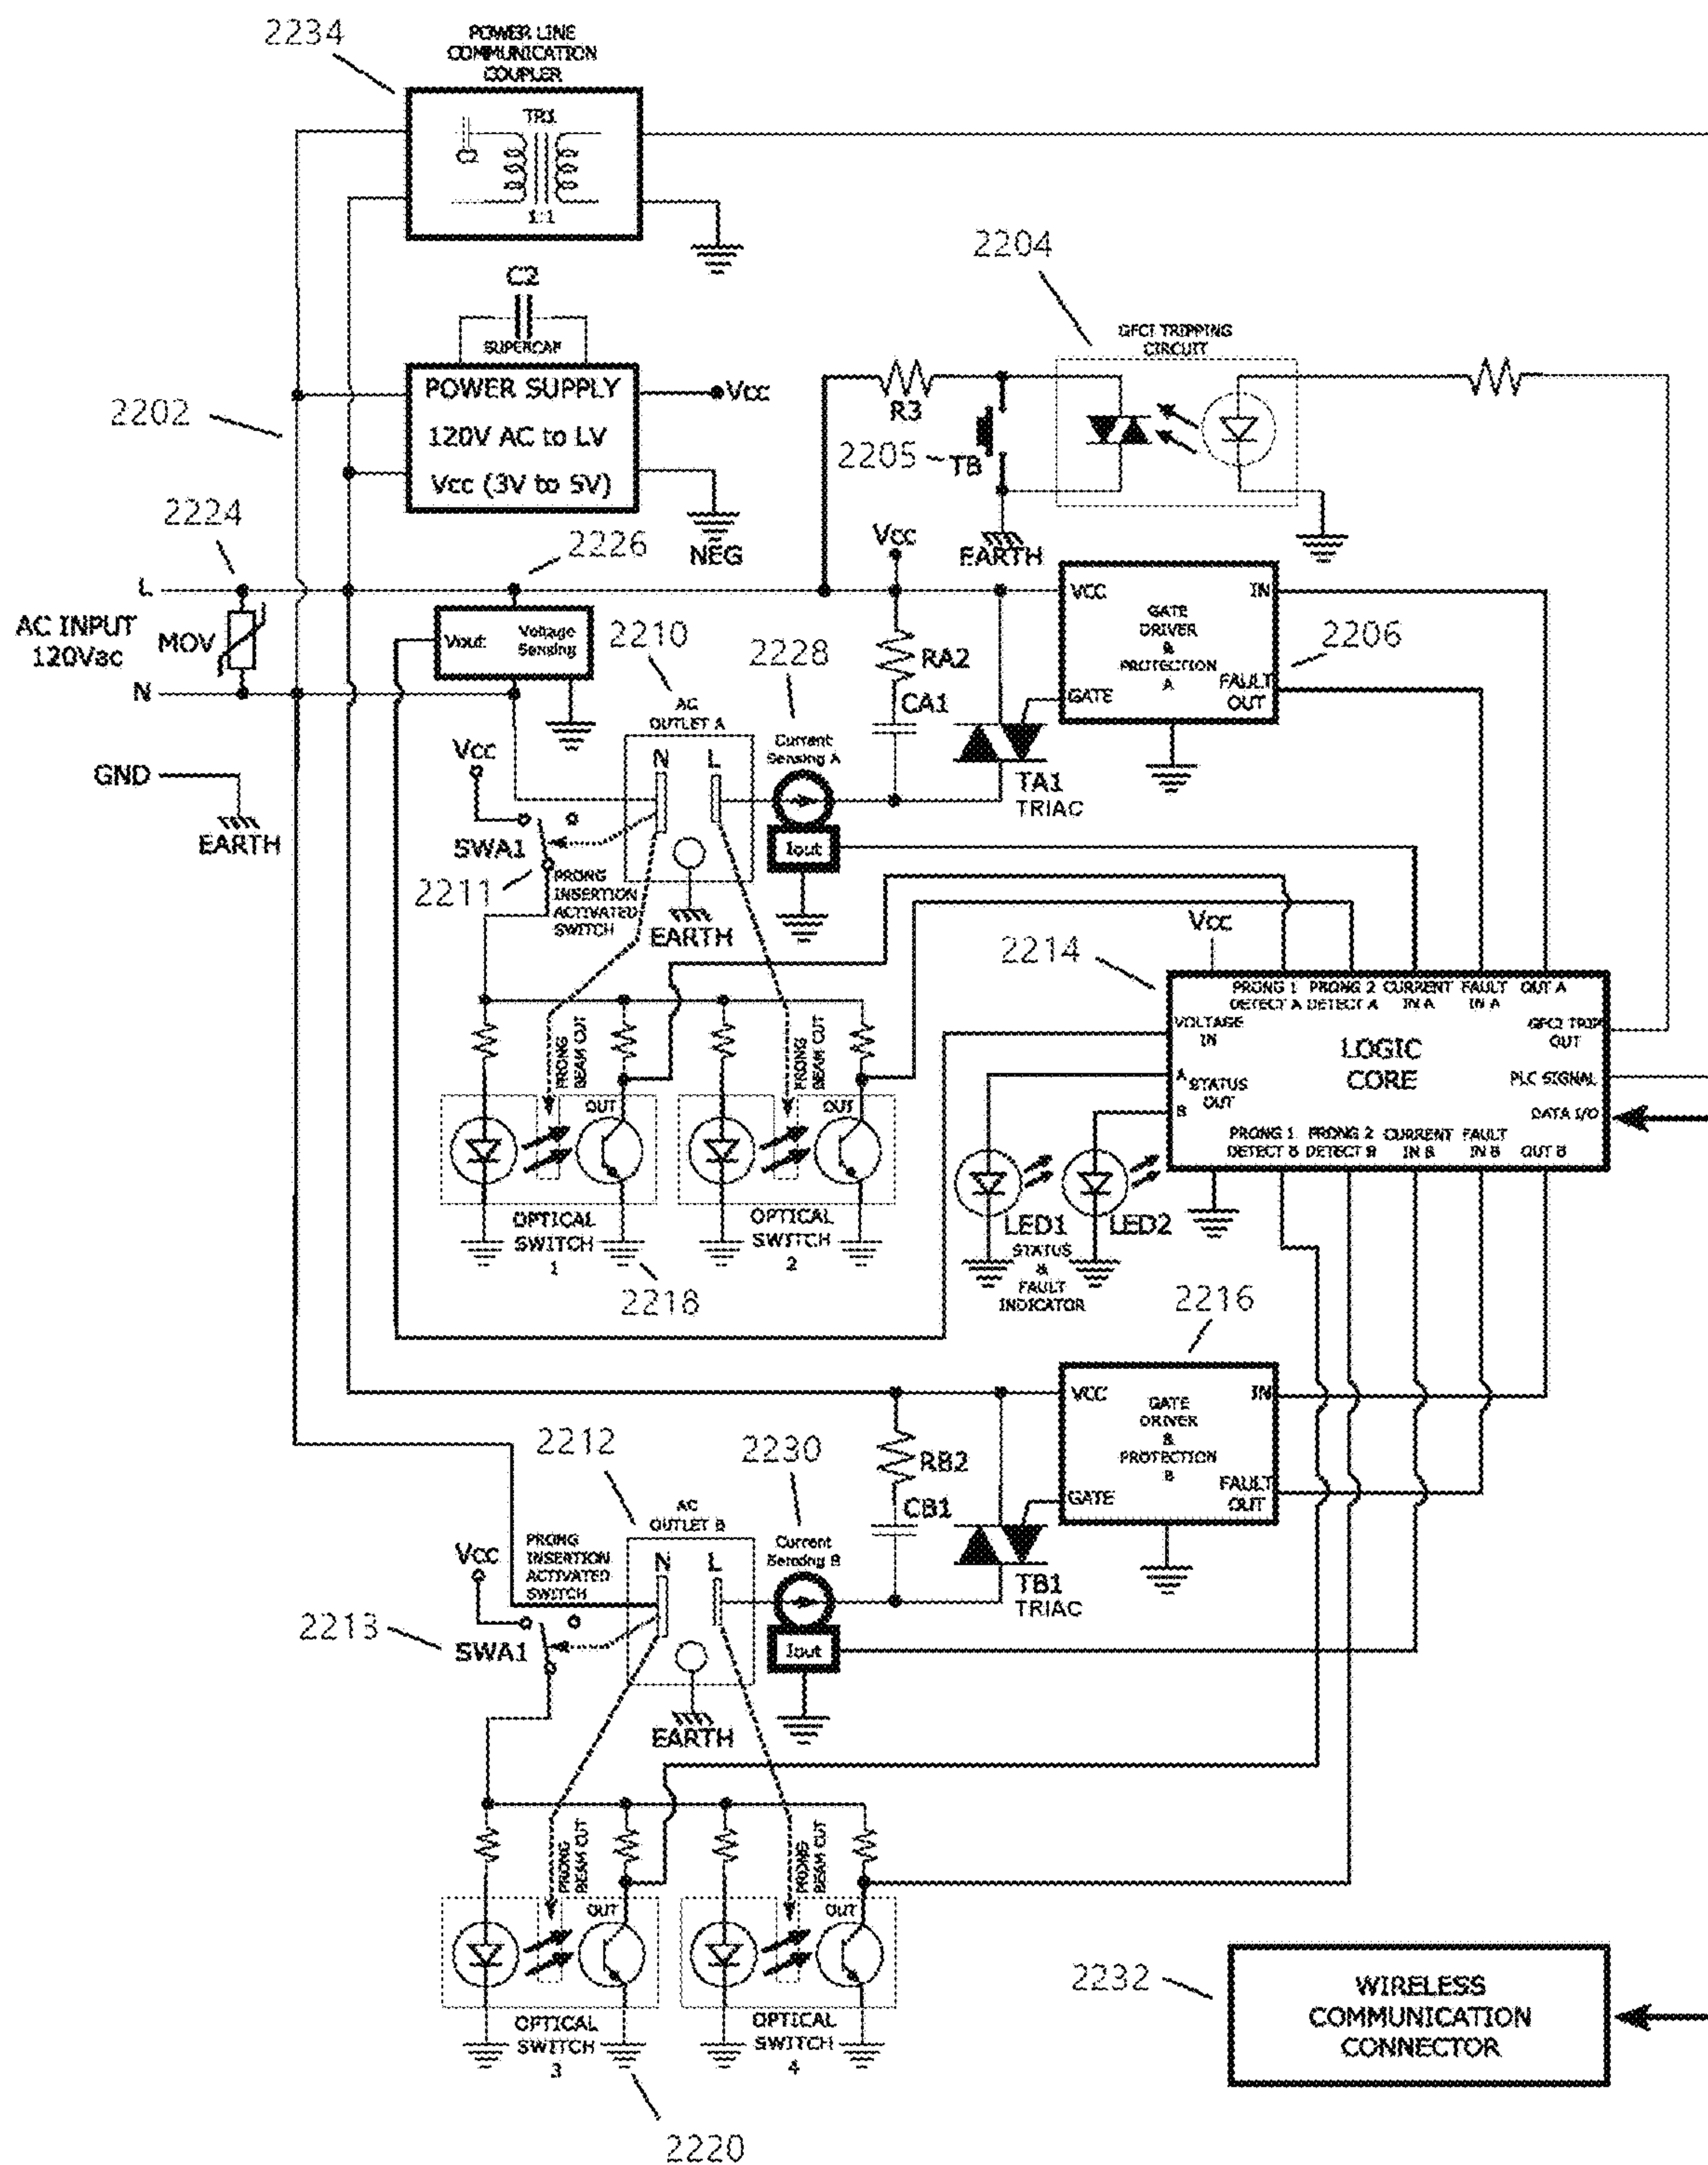 2234
POWER LINE
COMMUNICATION
COUPLER
TR1
C2
1:1
C2
SUPERCAP
POWER SUPPLY
120V AC to LV
Vcc (3V to 5V)
Vcc
NEG
2202
2204
GFCI TRIPPING
CIRCUIT
R3
2205
TB
EARTH
2224
2226
L
AC INPUT
120Vac
MOV
N
GND
EARTH
Vout
Voltage
Sensing
2210
AC
OUTLET A
N
L
2228
Current
Sensing A
Iout
Vcc
RA2
CA1
TA1
TRIAC
VCC
IN
GATE
DRIVER
&
PROTECTION
A
GATE
FAULT
OUT
2206
Vcc
SWA1
2211
PRONG
INSERTION
ACTIVATED
SWITCH
EARTH
PRONG
BEAM CUT
PRONG
BEAM CUT
OUT
OUT
OPTICAL
SWITCH
1
OPTICAL
SWITCH
2
2218
Vcc
2214
PRONG 1
DETECT A
PRONG 2
DETECT A
CURRENT
IN A
FAULT
IN A
OUT A
VOLTAGE
IN
GFCI TRIP
OUT
LOGIC
CORE
A
STATUS
OUT
B
PLC SIGNAL
DATA I/O
PRONG 1
DETECT B
PRONG 2
DETECT B
CURRENT
IN B
FAULT
IN B
OUT B
LED1
LED2
STATUS
&
FAULT
INDICATOR
2216
VCC
IN
GATE
DRIVER
&
PROTECTION
B
GATE
FAULT
OUT
RB2
CB1
TB1
TRIAC
2212
AC
OUTLET B
N
L
2230
Current
Sensing B
Iout
Vcc
PRONG
INSERTION
ACTIVATED
SWITCH
2213
SWA1
EARTH
PRONG
BEAM CUT
PRONG
BEAM CUT
OUT
OUT
OPTICAL
SWITCH
3
OPTICAL
SWITCH
4
2220
2232
WIRELESS
COMMUNICATION
CONNECTOR